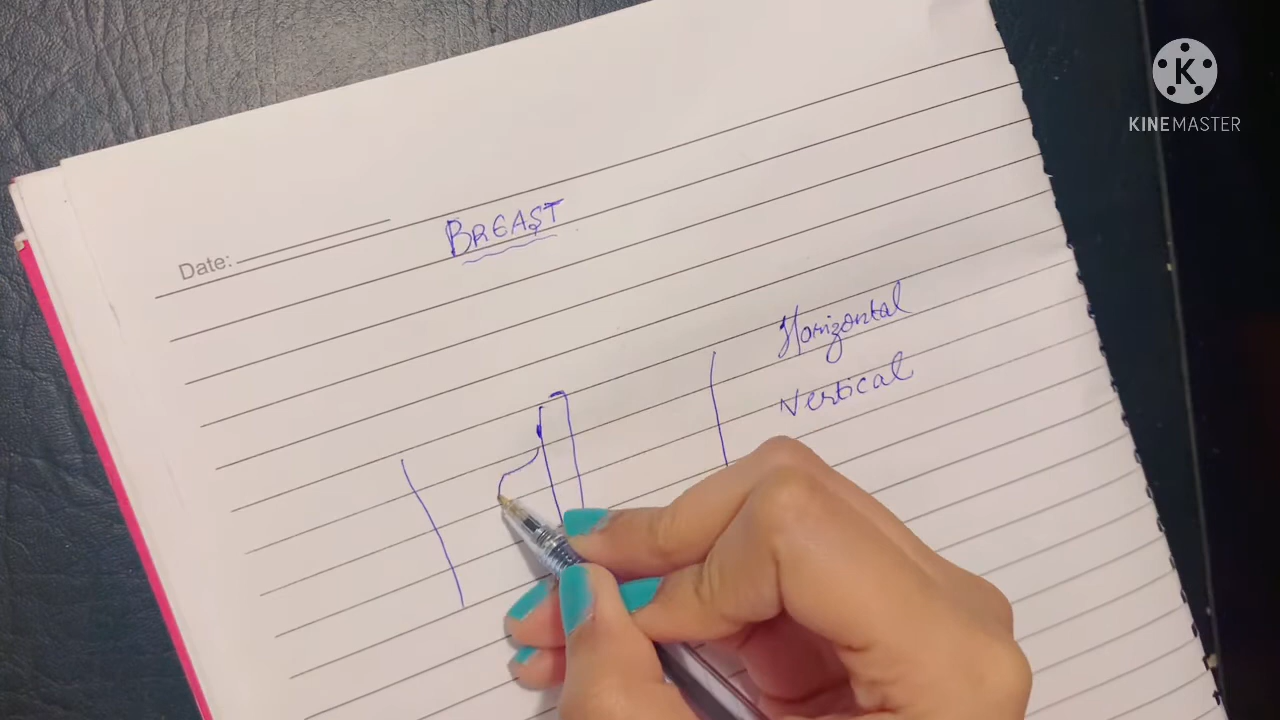 K
KINEMASTER
BREAST
Date:
Horizontal
Vertical